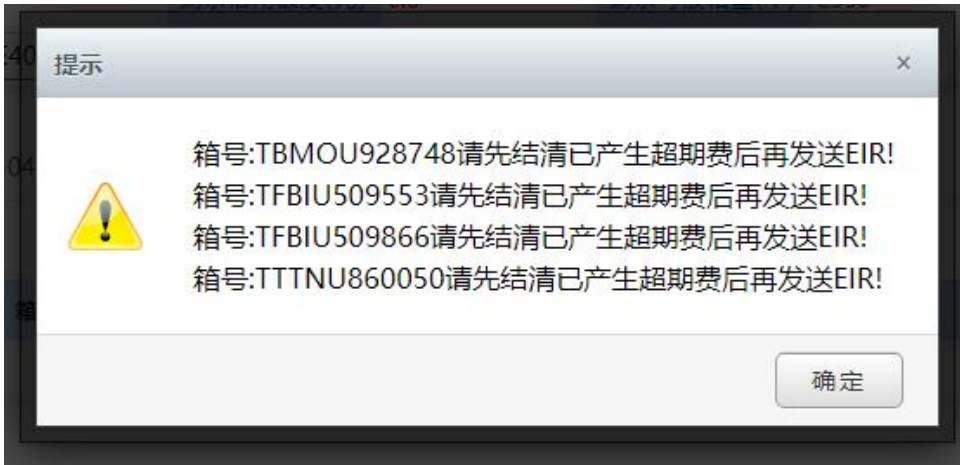 提示
×
箱号:TBMOU928748请先结清已产生超期费后再发送EIR!
箱号:TFBIU509553请先结清已产生超期费后再发送EIR!
箱号:TFBIU509866请先结清已产生超期费后再发送EIR!
箱号:TTTNU860050请先结清已产生超期费后再发送EIR!
确定